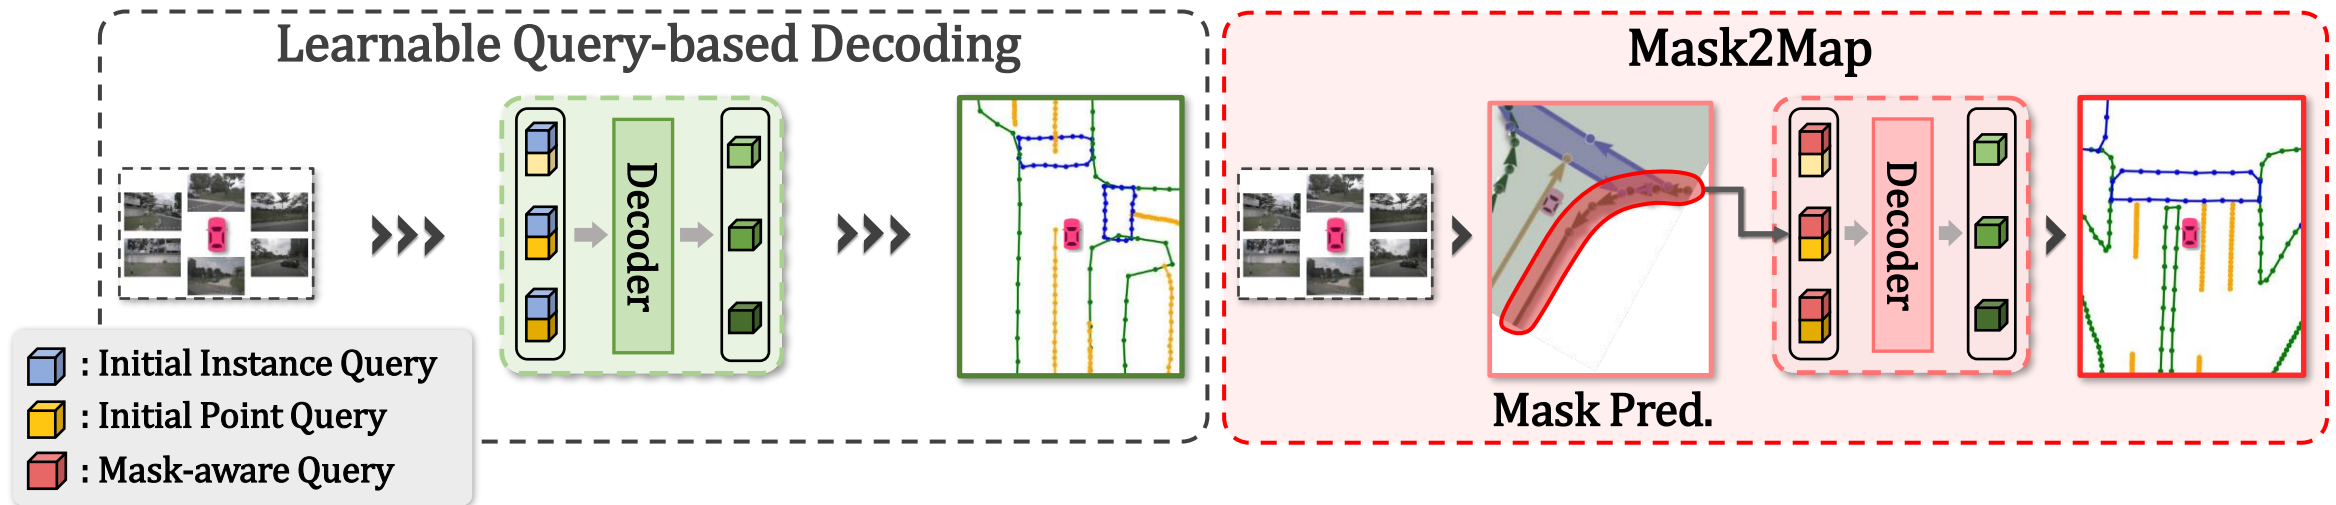 Learnable Query-based Decoding
Decoder
: Initial Instance Query
: Initial Point Query
: Mask-aware Query
Mask2Map
Mask Pred.
Decoder